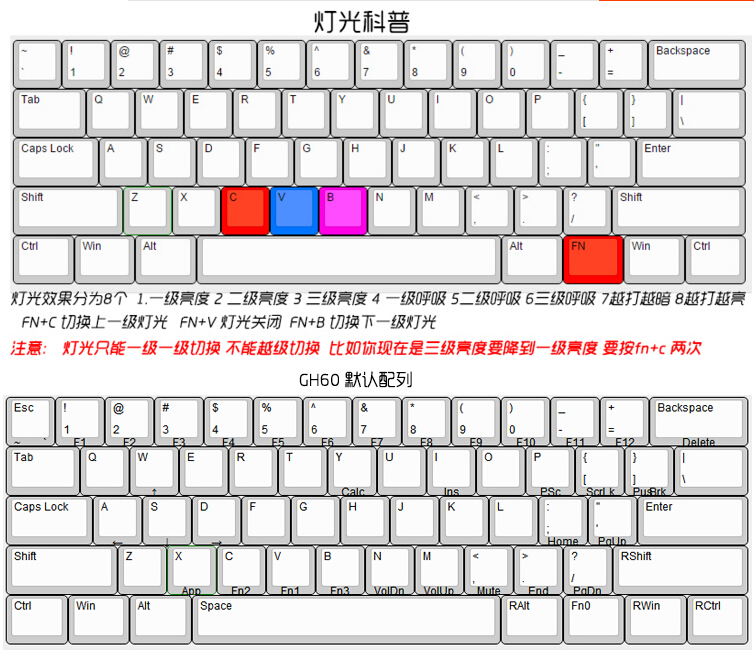 灯光科普
~ ! @ # $ % ^ & * ( ) _ + Backspace
` 1 2 3 4 5 6 7 8 9 0 - =
Tab Q W E R T Y U I O P { } |
[ ] \
Caps Lock A S D F G H J K L : " Enter
; '
Shift Z X C V B N M < > ? Shift
, . /
Ctrl Win Alt Alt FN Win Ctrl
灯光效果分为8个 1.一级亮度 2 二级亮度 3 三级亮度 4 一级呼吸 5二级呼吸 6三级呼吸 7越打越暗 8越打越亮
FN+C 切换上一级灯光 FN+V 灯光关闭 FN+B 切换下一级灯光
注意: 灯光只能一级一级切换 不能越级切换 比如你现在是三级亮度要降到一级亮度 要按fn+c 两次
GH60 默认配列
Esc ! @ # $ % ^ & * ( ) _ + Backspace
1 2 3 4 5 6 7 8 9 0 - =
~ ` F1 F2 F3 F4 F5 F6 F7 F8 F9 F10 F11 F12 Delete
Tab Q W E R T Y U I O P { } |
[ ] \
↑ Calc Ins PSc ScrLk PusBrk
Caps Lock A S D F G H J K L : " Enter
; '
← ↓ → Home PgUp
Shift Z X C V B N M < > ? RShift
, . /
App Fn2 Fn1 Fn3 VolDn VolUp Mute End PgDn
Ctrl Win Alt Space RAlt Fn0 RWin RCtrl